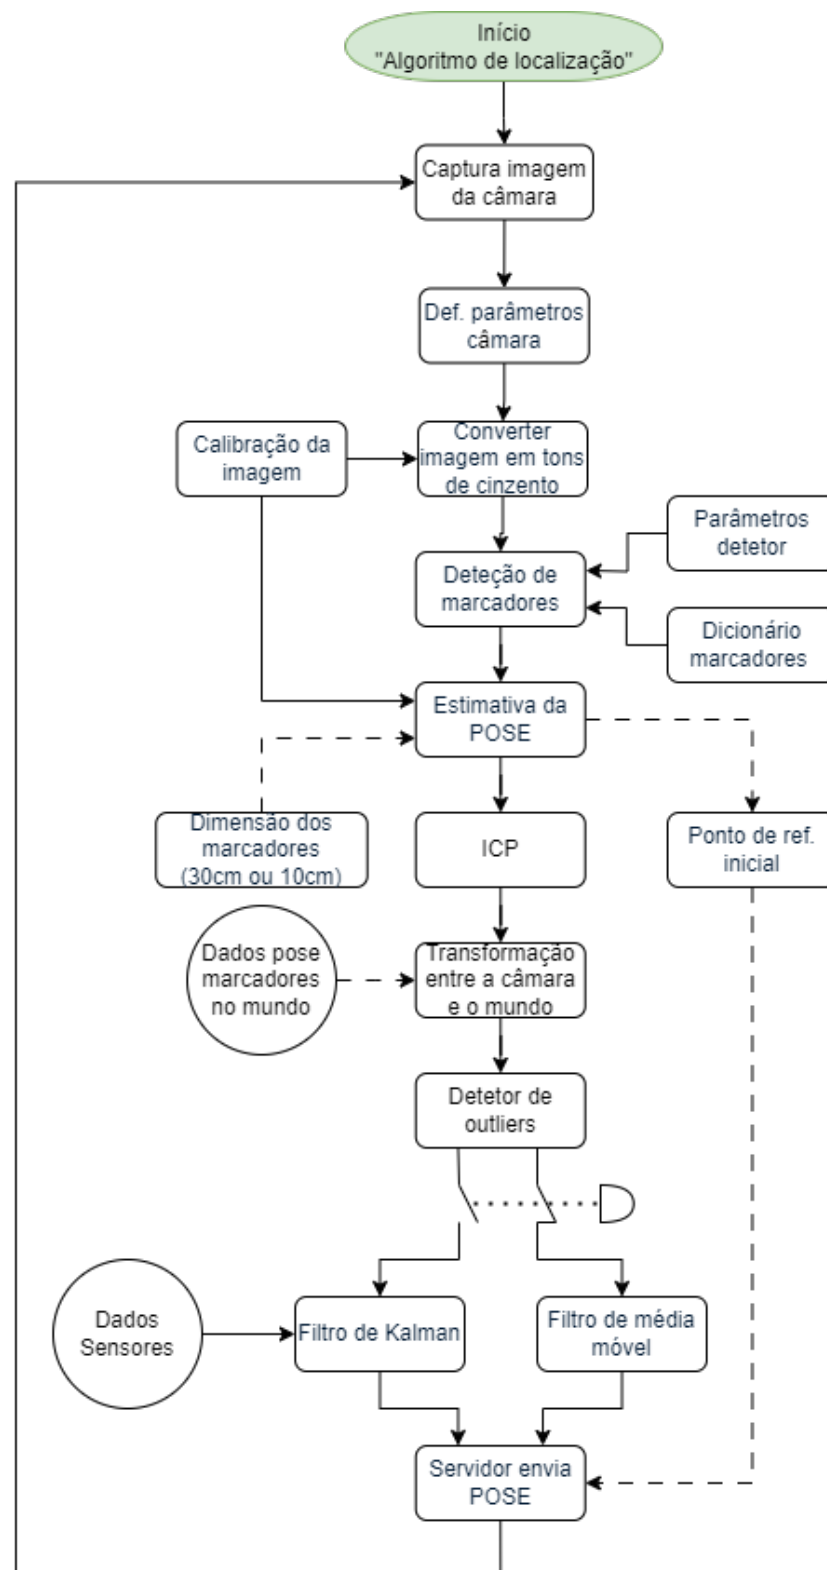 Início
"Algoritmo de localização"
Captura imagem
da câmara
Def. parâmetros
câmara
Calibração da
imagem
Converter
imagem em tons
de cinzento
Parâmetros
detetor
Deteção de
marcadores
Dicionário
marcadores
Estimativa da
POSE
Dimensão dos
marcadores
(30cm ou 10cm)
ICP
Ponto de ref.
inicial
Dados pose
marcadores
no mundo
Transformação
entre a câmara
e o mundo
Detetor de
outliers
Dados
Sensores
Filtro de Kalman
Filtro de média
móvel
Servidor envia
POSE